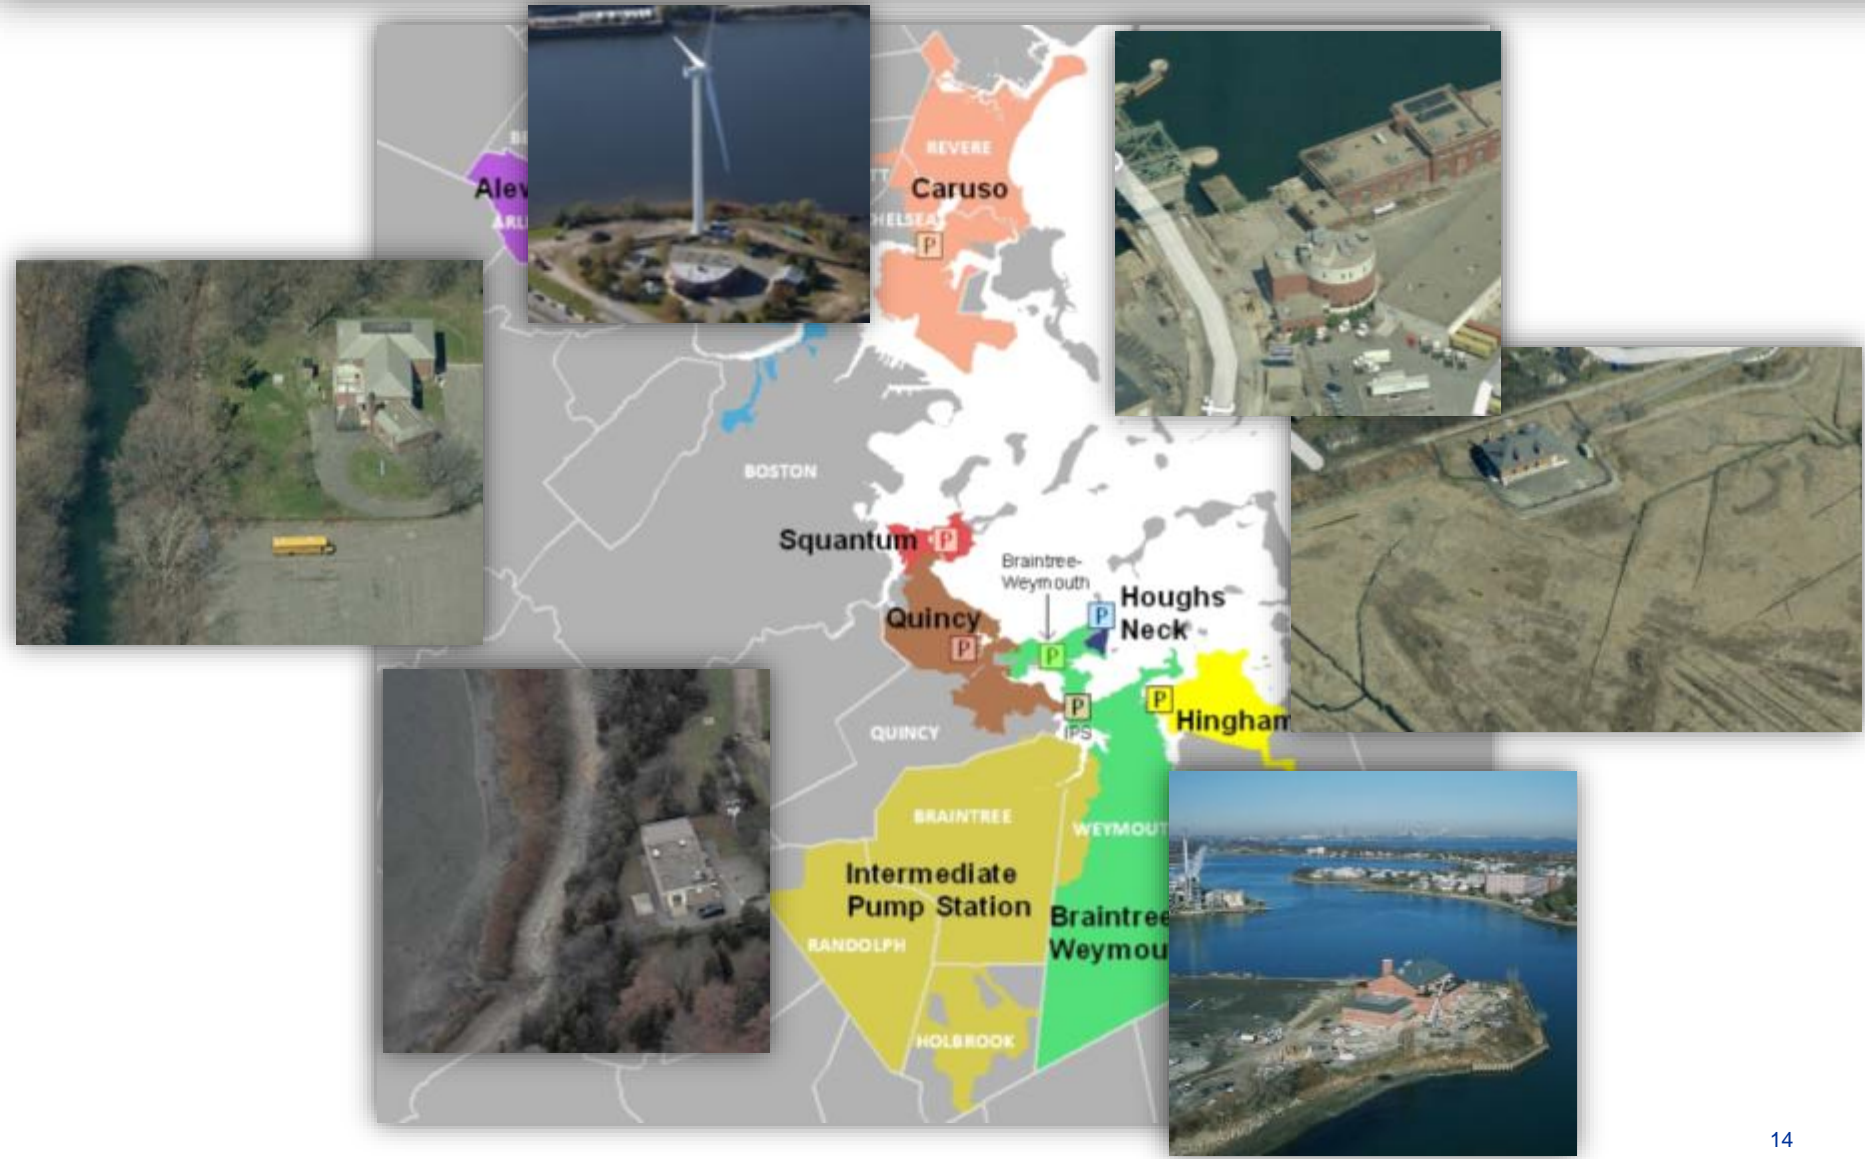 REVERE
Caruso
HELSEA
P
Alev
ARLI
BOSTON
Squantum
P
Braintree-
Weymouth
Houghs
Neck
P
Quincy
P
P
P
IPS
P
Hingham
QUINCY
BRAINTREE
WEYMOUT
Intermediate
Pump Station
RANDOLPH
Braintree
Weymou
HOLBROOK
14